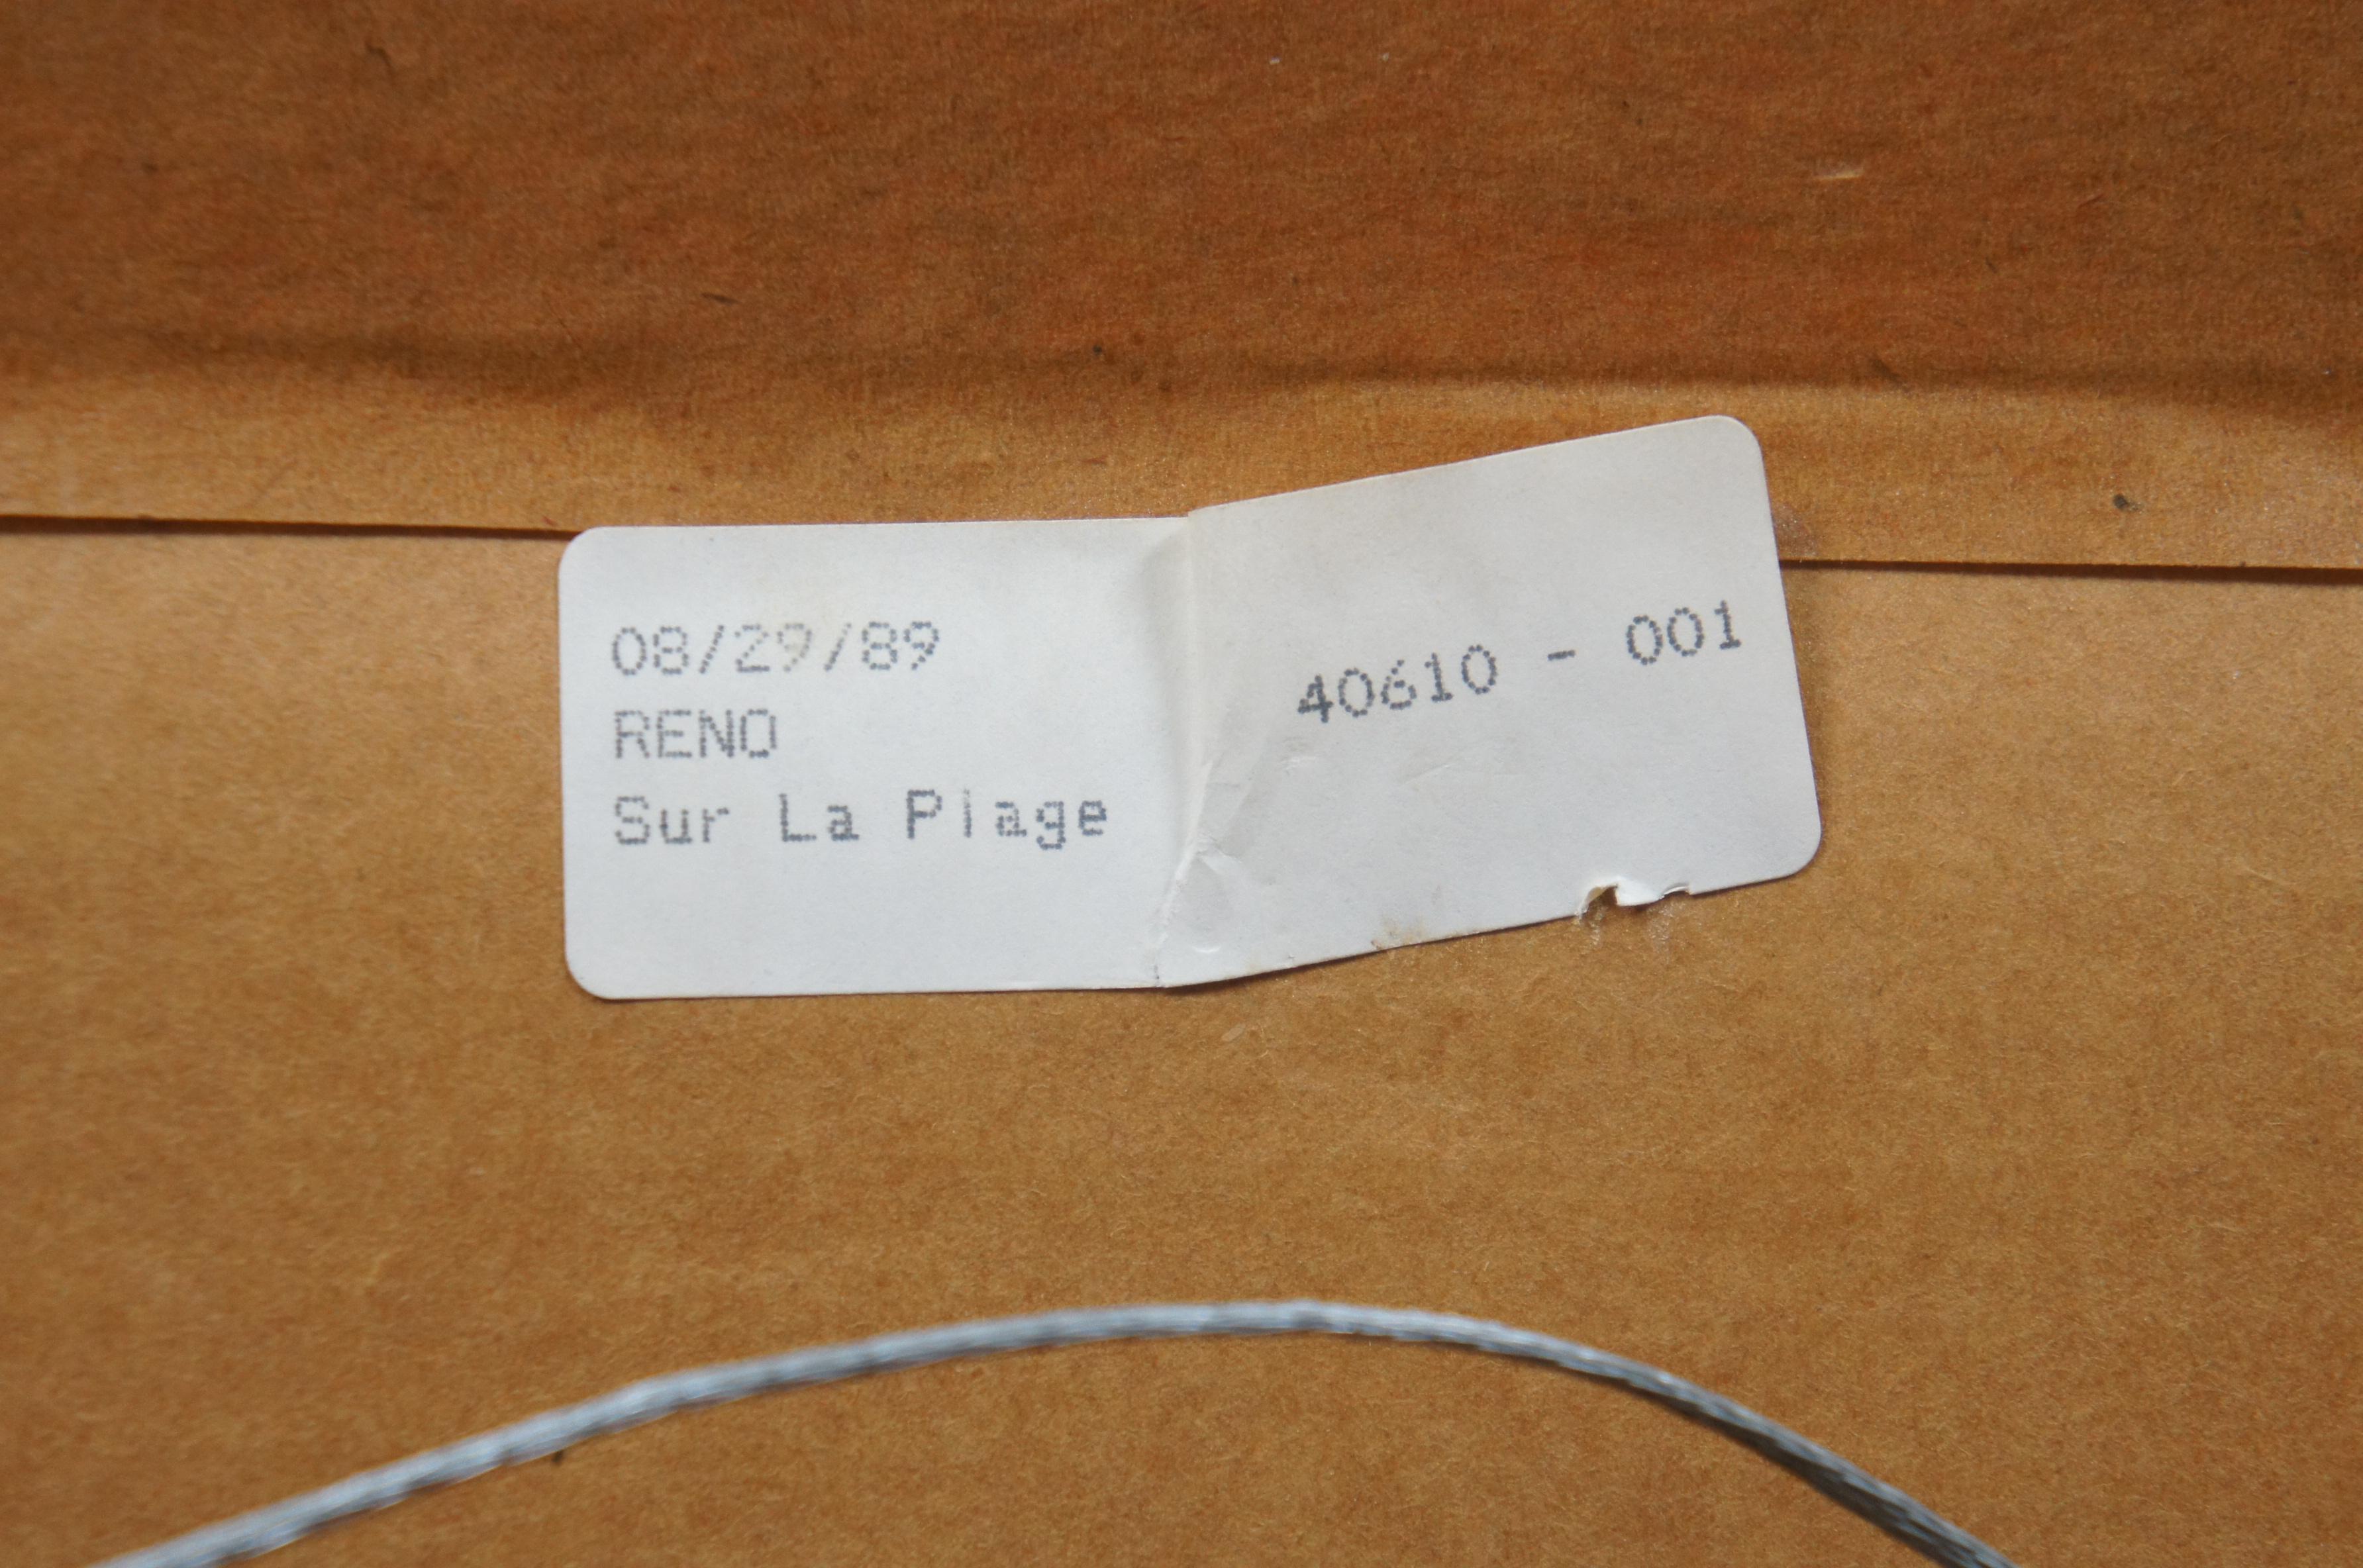 08/29/89
RENO
Sur La Plage
40610 - 001